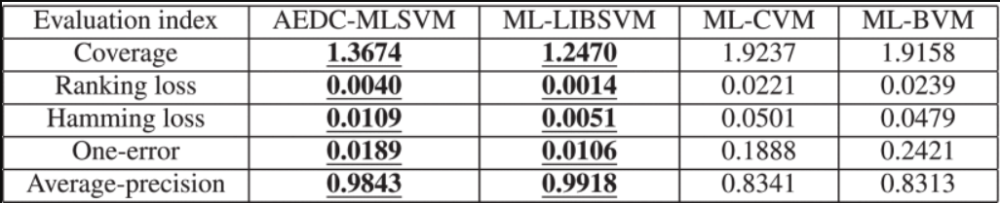 Evaluation index AEDC-MLSVM ML-LIBSVM ML-CVM ML-BVM
Coverage 1.3674 1.2470 1.9237 1.9158
Ranking loss 0.0040 0.0014 0.0221 0.0239
Hamming loss 0.0109 0.0051 0.0501 0.0479
One-error 0.0189 0.0106 0.1888 0.2421
Average-precision 0.9843 0.9918 0.8341 0.8313